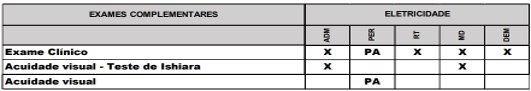 EXAMES COMPLEMENTARES ELETRICIDADE
ADM PER RT MD DEM
Exame Clínico X PA X X X
Acuidade visual - Teste de Ishiara X X
Acuidade visual PA